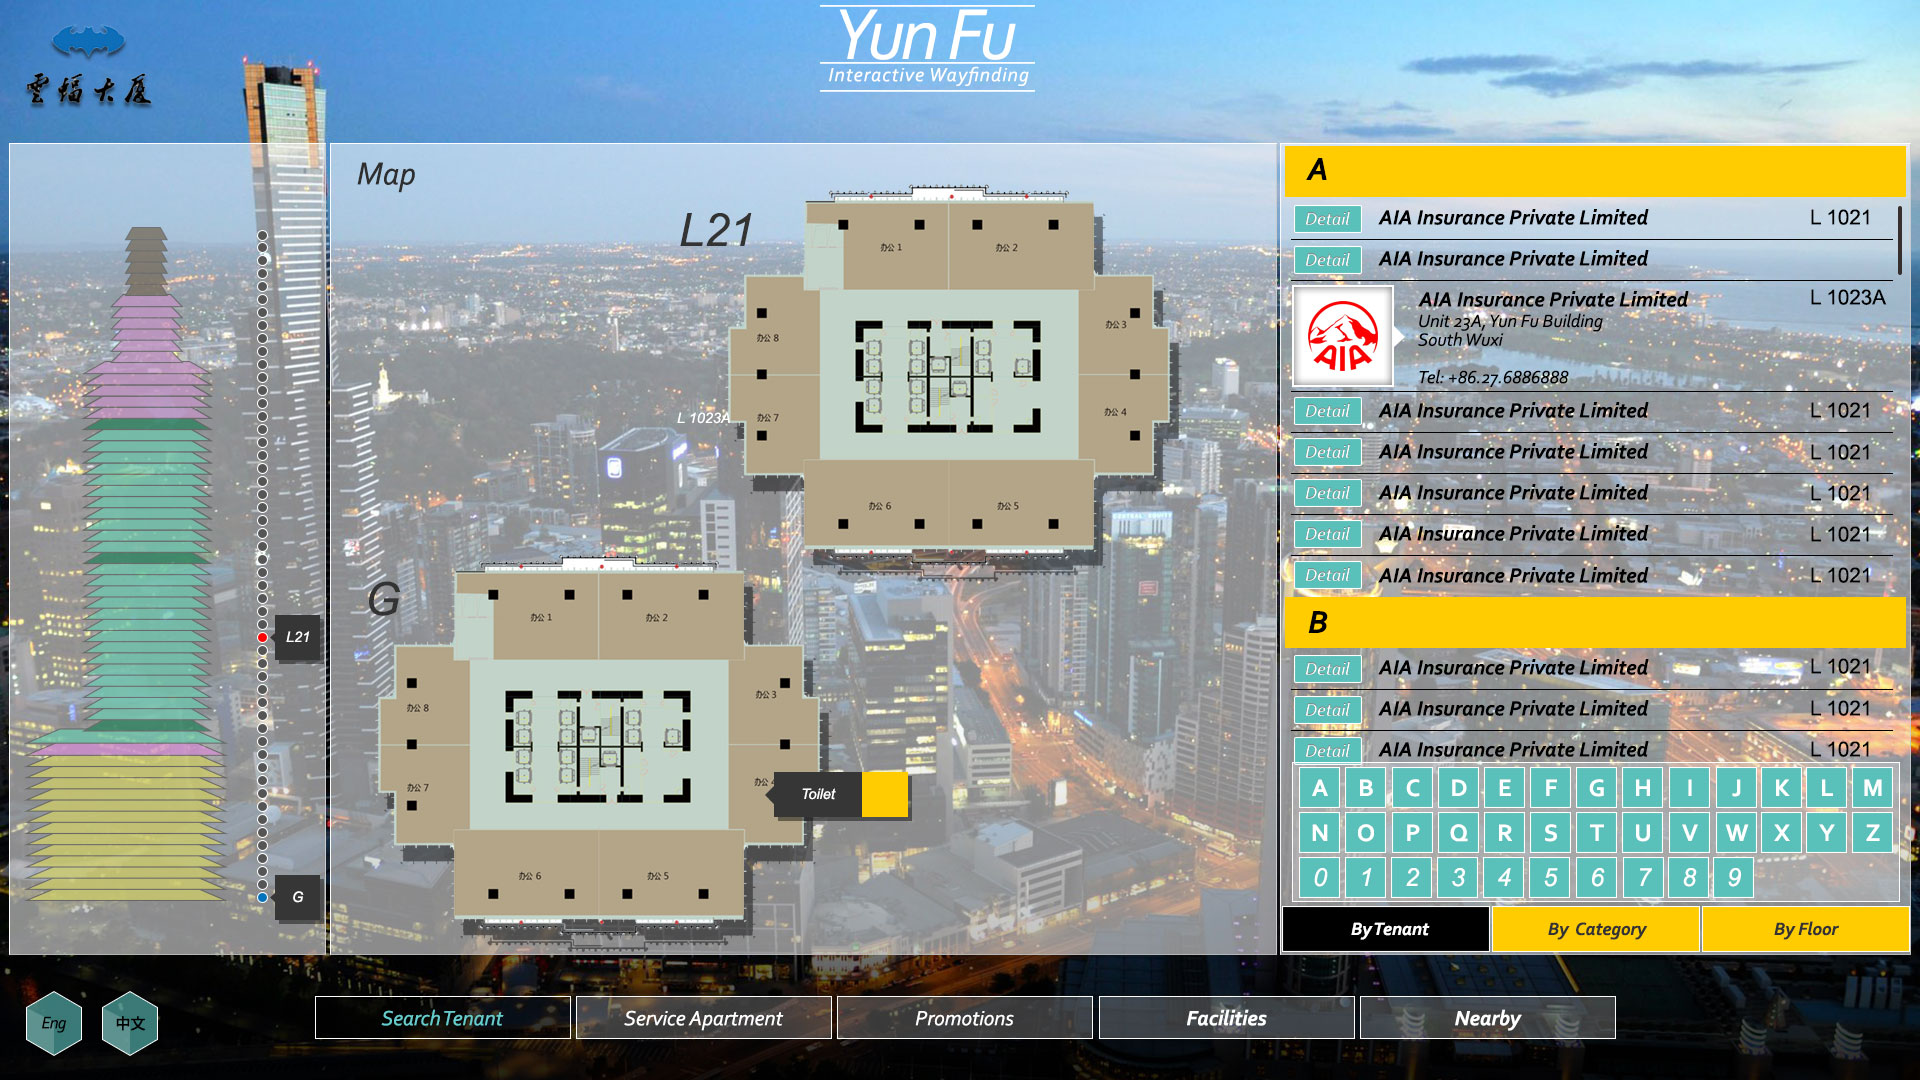 Yun Fu
Interactive Wayfinding
雲福大厦
Map
L21
办公 1
办公 2
办公 8
办公 3
办公 7
办公 4
L 1023A
办公 6
办公 5
G
办公 1
办公 2
办公 8
办公 3
办公 7
办公
Toilet
办公 6
办公 5
L21
G
A
Detail AIA Insurance Private Limited L 1021
Detail AIA Insurance Private Limited
AIA
AIA Insurance Private Limited L 1023A
Unit 23A, Yun Fu Building
South Wuxi
Tel: +86.27.6886888
Detail AIA Insurance Private Limited L 1021
Detail AIA Insurance Private Limited L 1021
Detail AIA Insurance Private Limited L 1021
Detail AIA Insurance Private Limited L 1021
Detail AIA Insurance Private Limited L 1021
B
Detail AIA Insurance Private Limited L 1021
Detail AIA Insurance Private Limited L 1021
Detail AIA Insurance Private Limited L 1021
A B C D E F G H I J K L M
N O P Q R S T U V W X Y Z
0 1 2 3 4 5 6 7 8 9
By Tenant By Category By Floor
Eng 中文 Search Tenant Service Apartment Promotions Facilities Nearby